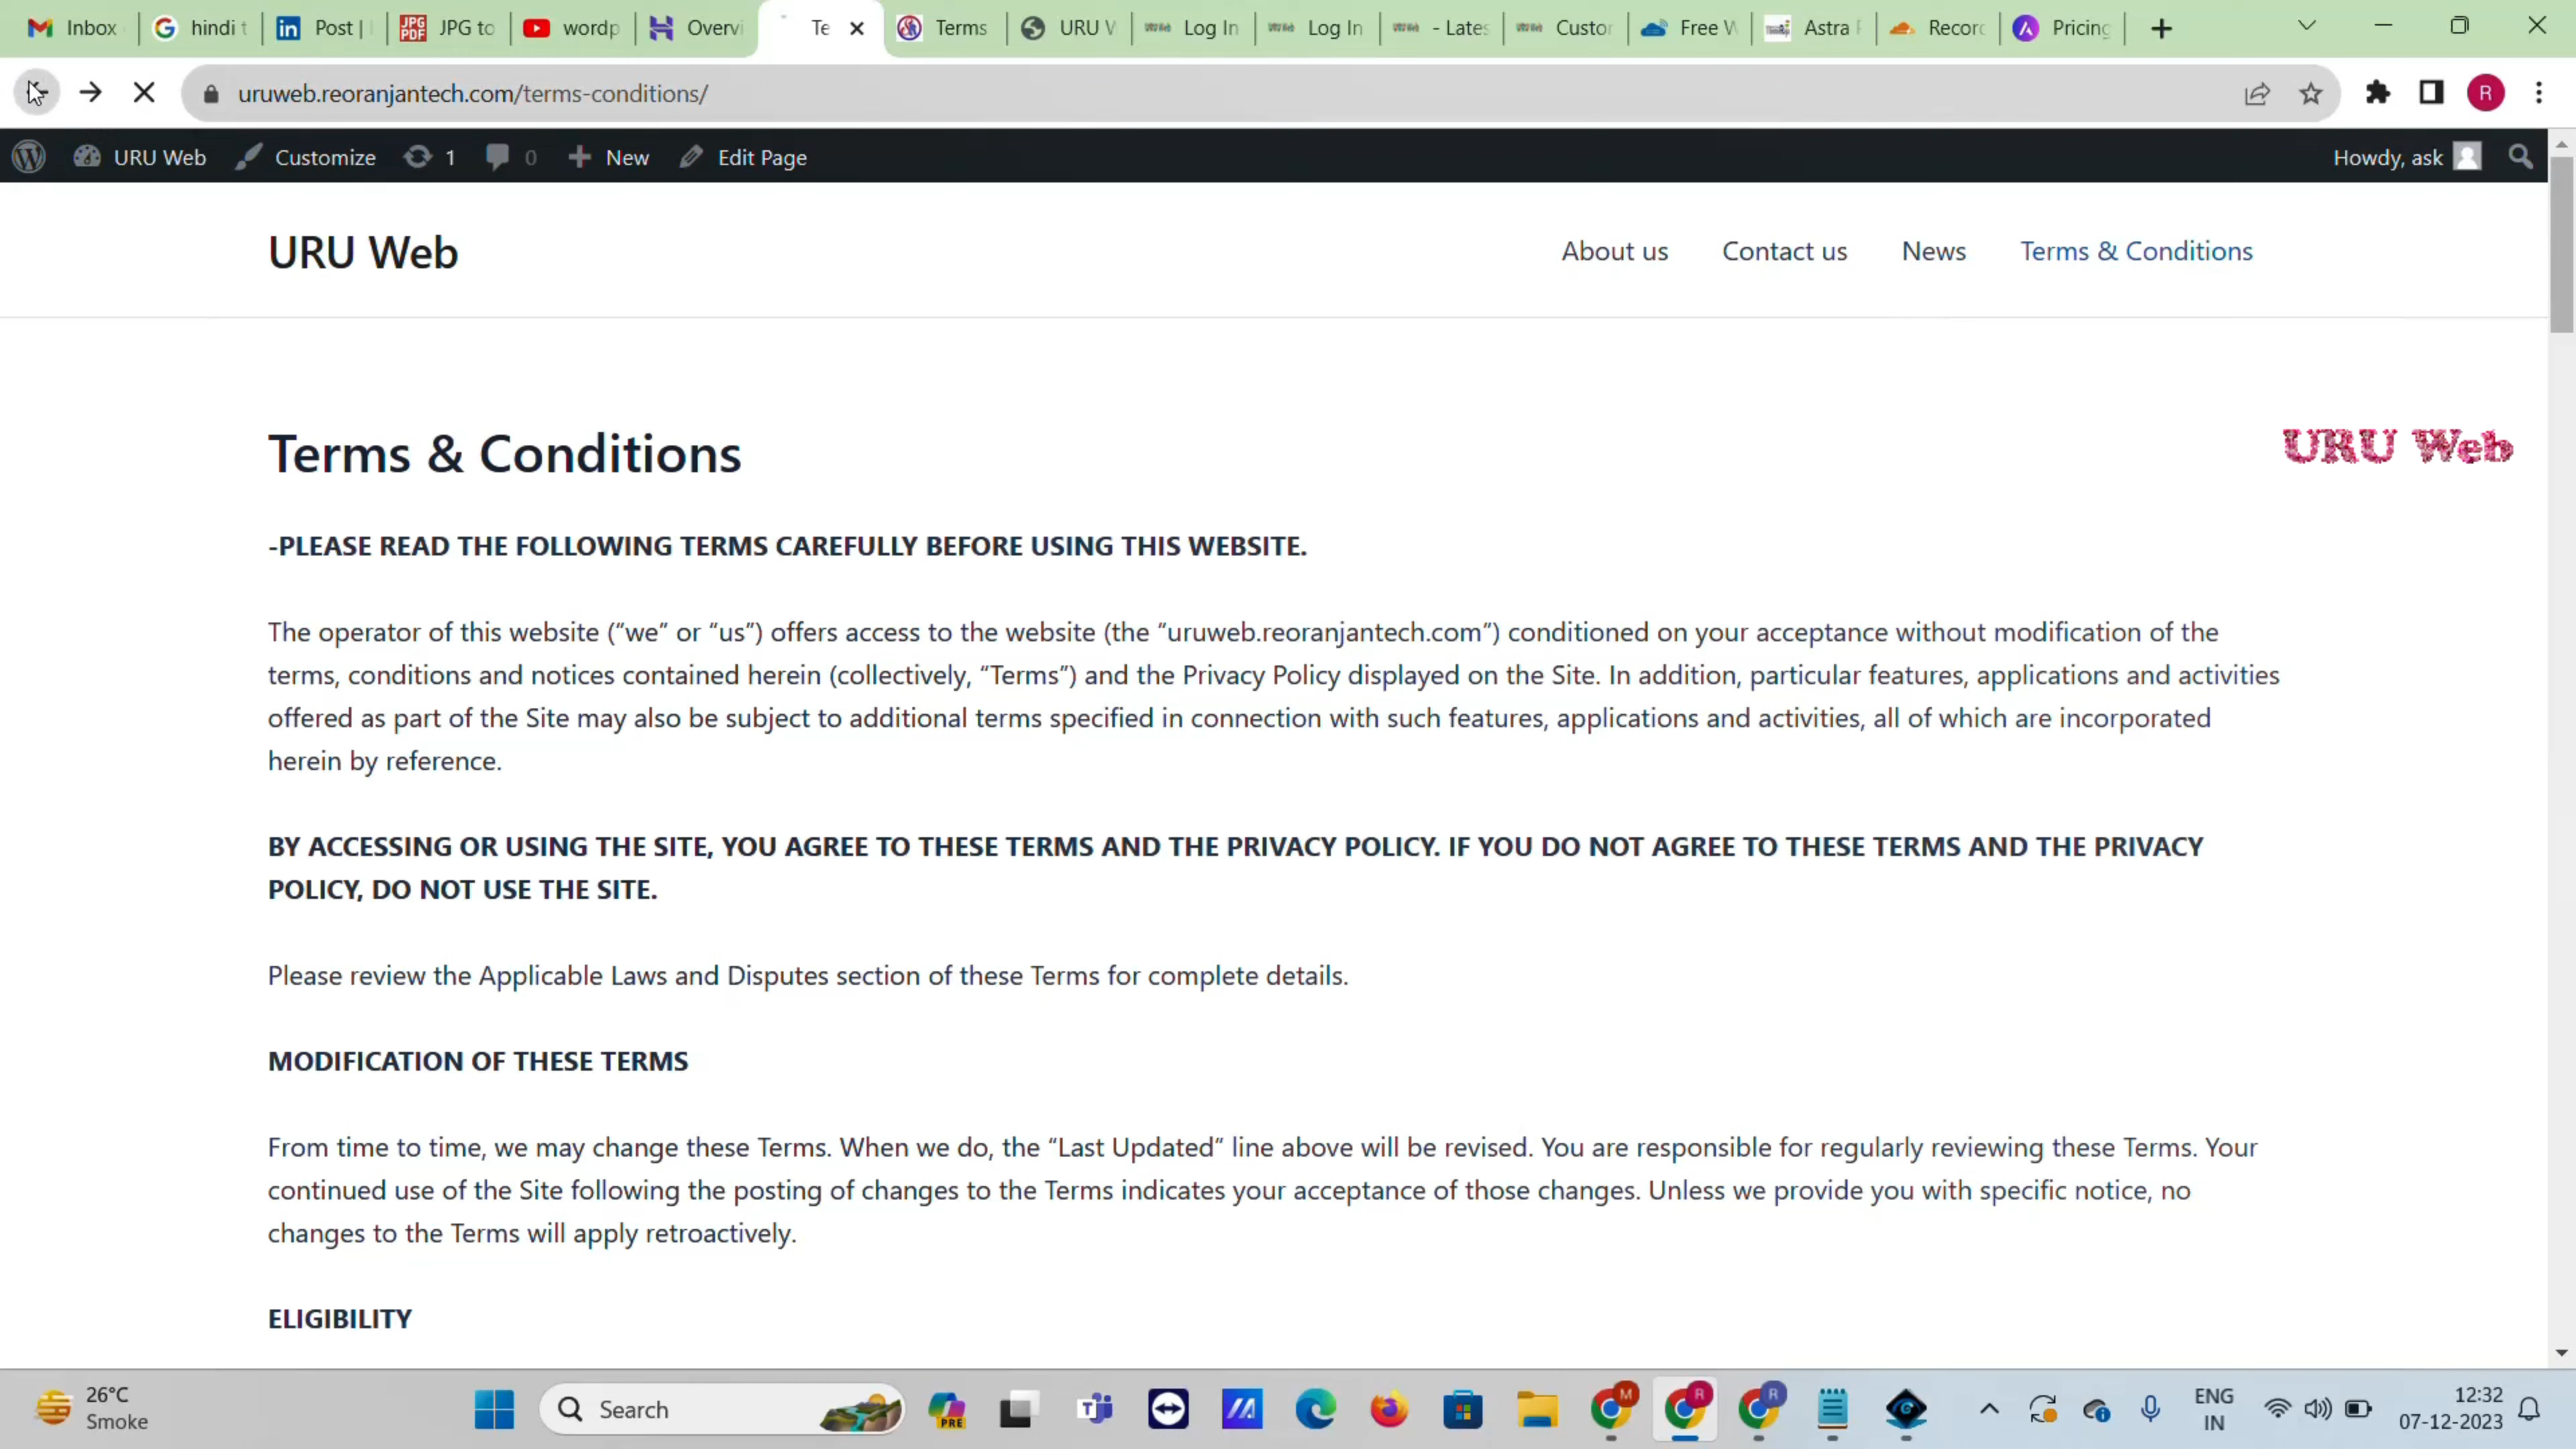 Inbox
hindi t
Post |
JPG to
wordp
Overvi
Te
Terms
URU V
Log In
Log In
- Lates
Custor
Free W
Astra
Record
Pricing
uruweb.reoranjantech.com/terms-conditions/
R
URU Web
Customize
1
0
New
Edit Page
Howdy, ask
URU Web
About us
Contact us
News
Terms & Conditions
Terms & Conditions
URU Web
-PLEASE READ THE FOLLOWING TERMS CAREFULLY BEFORE USING THIS WEBSITE.
The operator of this website (“we” or “us”) offers access to the website (the “uruweb.reoranjantech.com”) conditioned on your acceptance without modification of the
terms, conditions and notices contained herein (collectively, “Terms”) and the Privacy Policy displayed on the Site. In addition, particular features, applications and activities
offered as part of the Site may also be subject to additional terms specified in connection with such features, applications and activities, all of which are incorporated
herein by reference.
BY ACCESSING OR USING THE SITE, YOU AGREE TO THESE TERMS AND THE PRIVACY POLICY. IF YOU DO NOT AGREE TO THESE TERMS AND THE PRIVACY
POLICY, DO NOT USE THE SITE.
Please review the Applicable Laws and Disputes section of these Terms for complete details.
MODIFICATION OF THESE TERMS
From time to time, we may change these Terms. When we do, the “Last Updated” line above will be revised. You are responsible for regularly reviewing these Terms. Your
continued use of the Site following the posting of changes to the Terms indicates your acceptance of those changes. Unless we provide you with specific notice, no
changes to the Terms will apply retroactively.
ELIGIBILITY
26°C
Smoke
Search
PRE
M
R
R
ENG
IN
12:32
07-12-2023